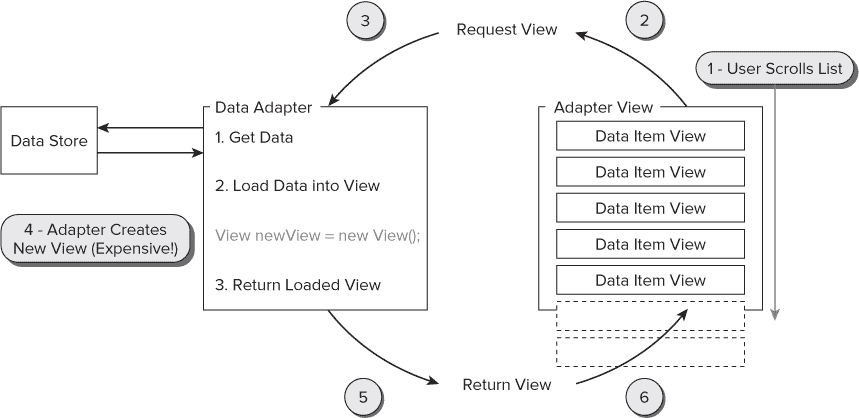 3
Request View
2
1 - User Scrolls List
Data Adapter
Adapter View
Data Store
1. Get Data
2. Load Data into View
View newView = new View();
3. Return Loaded View
4 - Adapter Creates
New View (Expensive!)
Data Item View
Data Item View
Data Item View
Data Item View
Data Item View
5
Return View
6